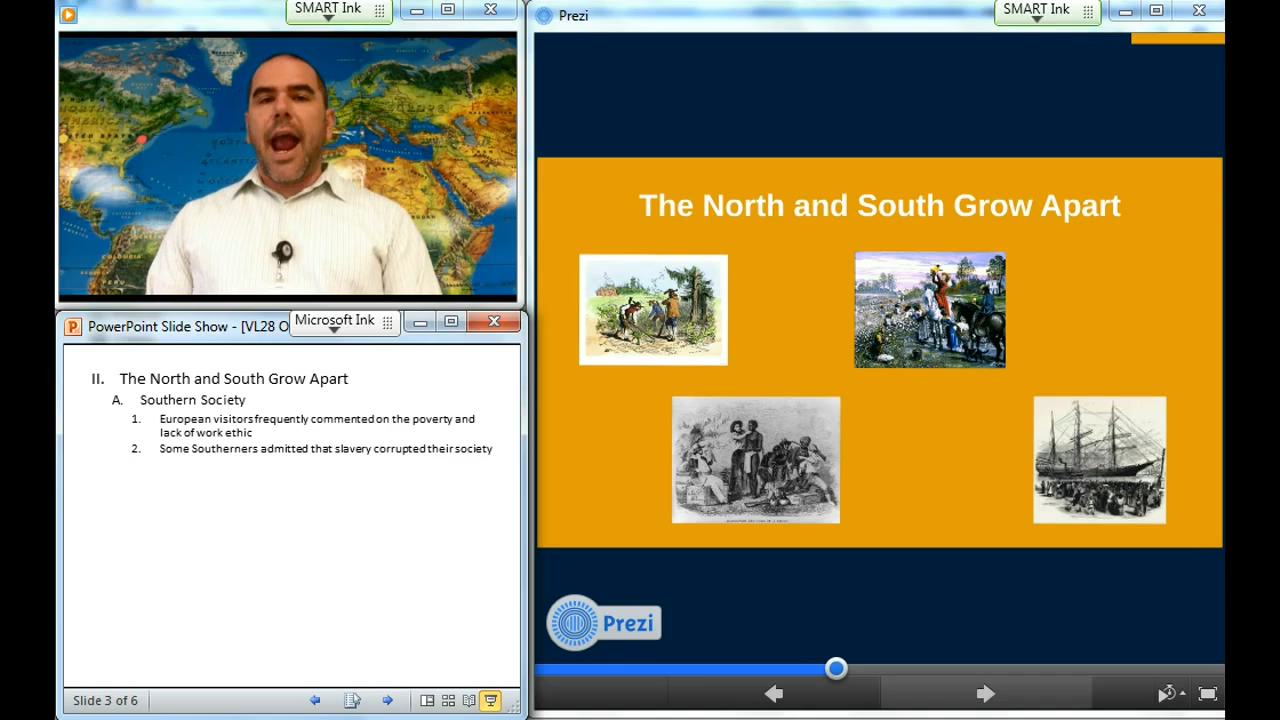 SMART Ink
Prezi
SMART Ink
The North and South Grow Apart
PowerPoint Slide Show - [VL28 O
Microsoft Ink
II. The North and South Grow Apart
A. Southern Society
1. European visitors frequently commented on the poverty and
lack of work ethic
2. Some Southerners admitted that slavery corrupted their society
Slide 3 of 6
Prezi